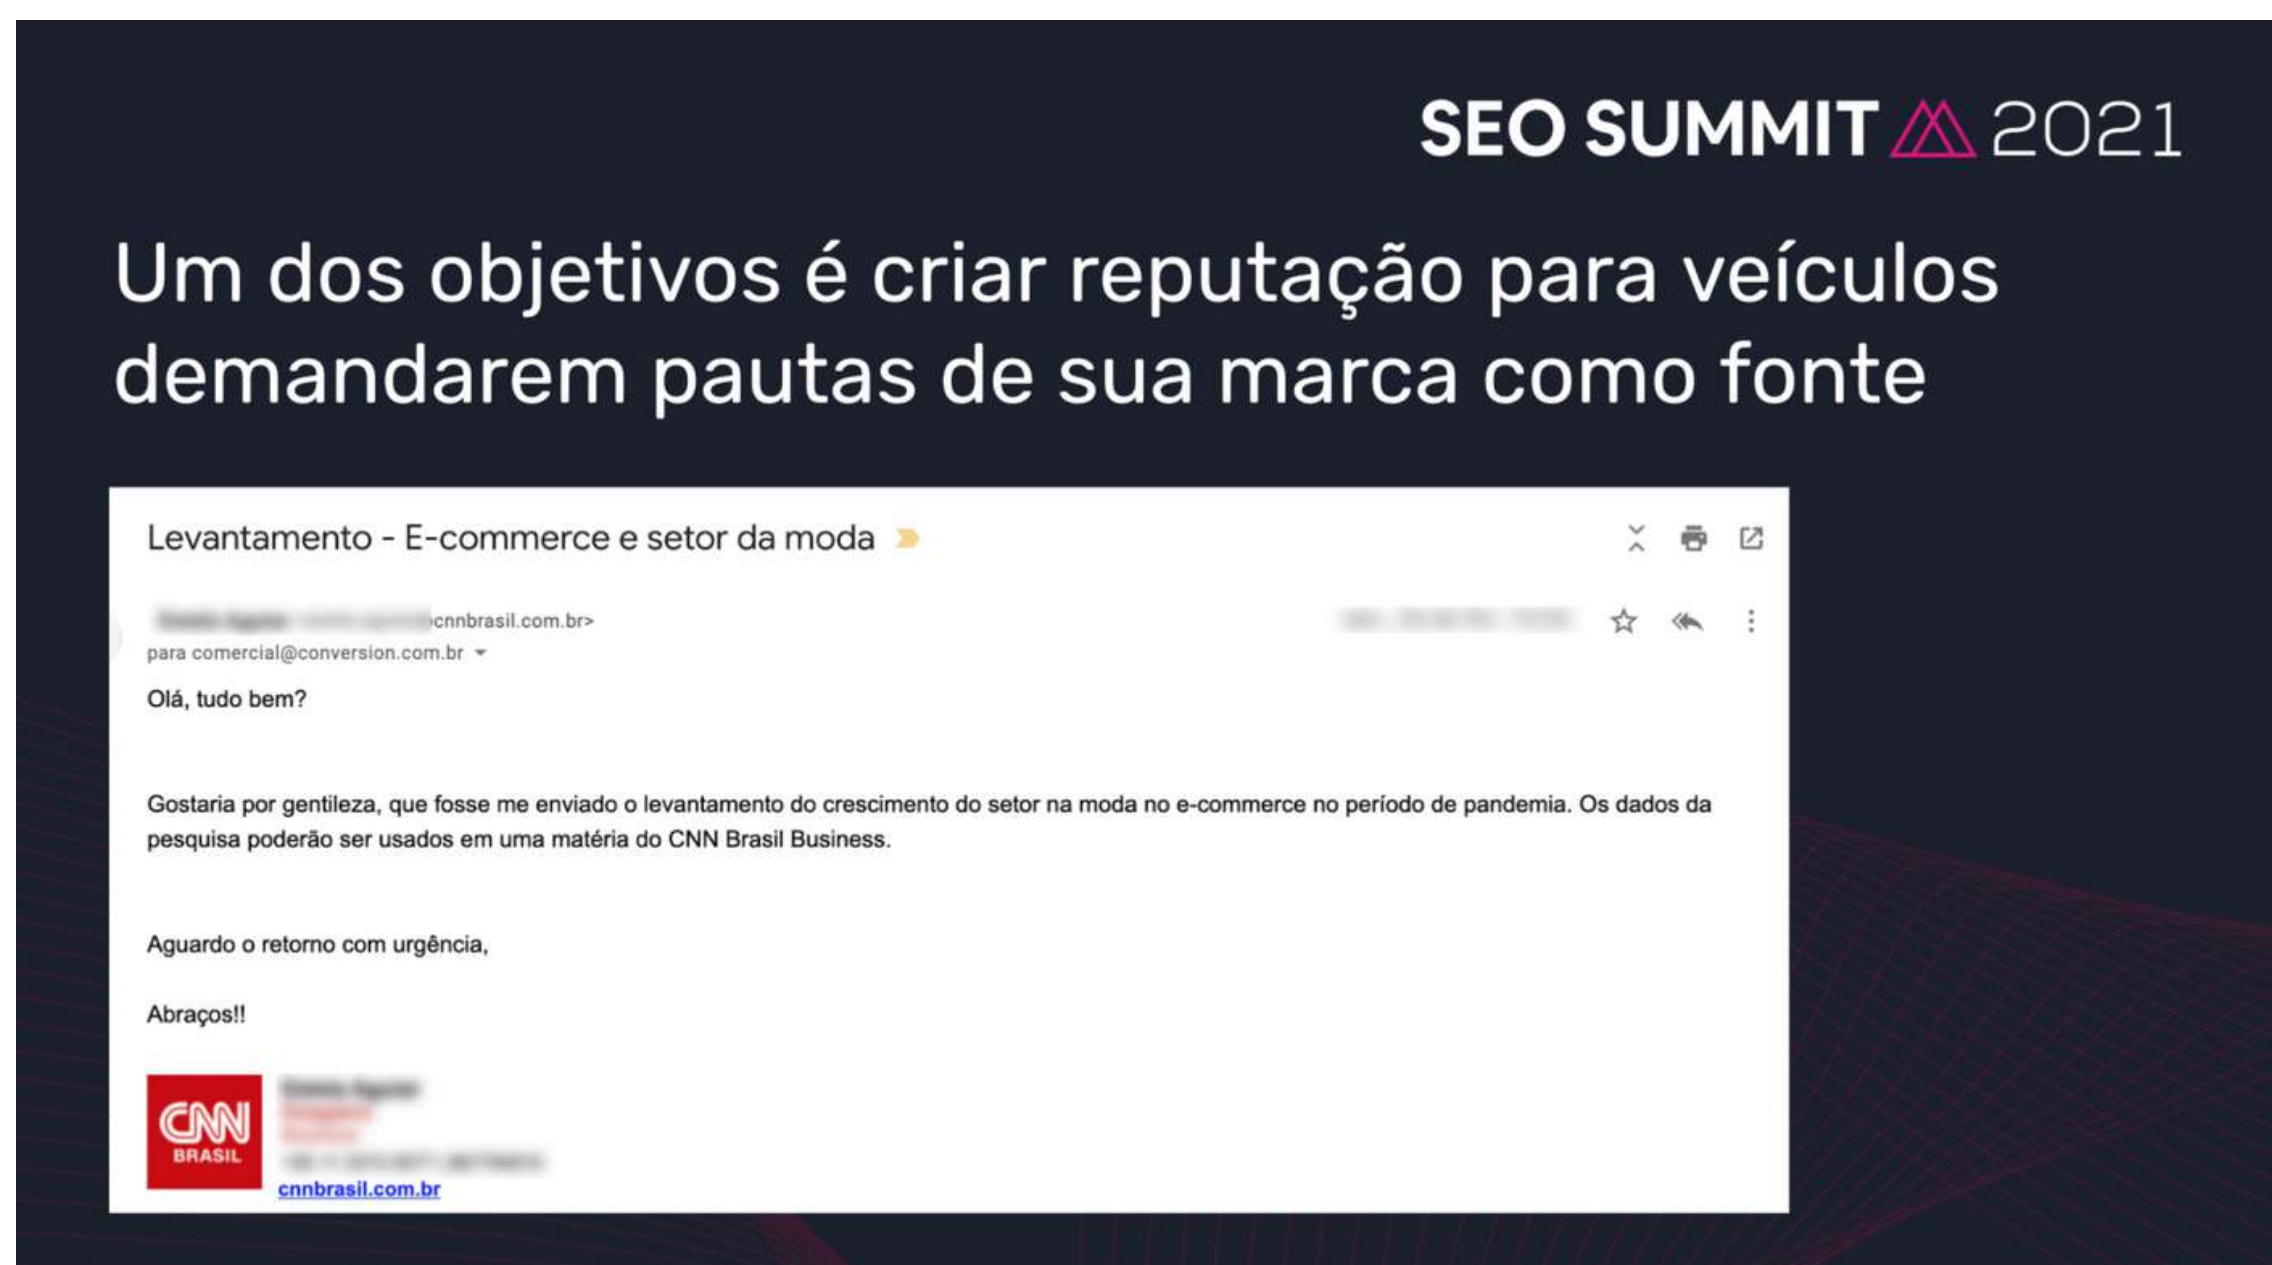 SEO SUMMIT 2021
Um dos objetivos é criar reputação para veículos
demandarem pautas de sua marca como fonte
Levantamento - E-commerce e setor da moda
cnnbrasil.com.br>
para comercial@conversion.com.br
Olá, tudo bem?
Gostaria por gentileza, que fosse me enviado o levantamento do crescimento do setor na moda no e-commerce no período de pandemia. Os dados da
pesquisa poderão ser usados em uma matéria do CNN Brasil Business.
Aguardo o retorno com urgência,
Abraços!!
CNN
BRASIL
cnnbrasil.com.br